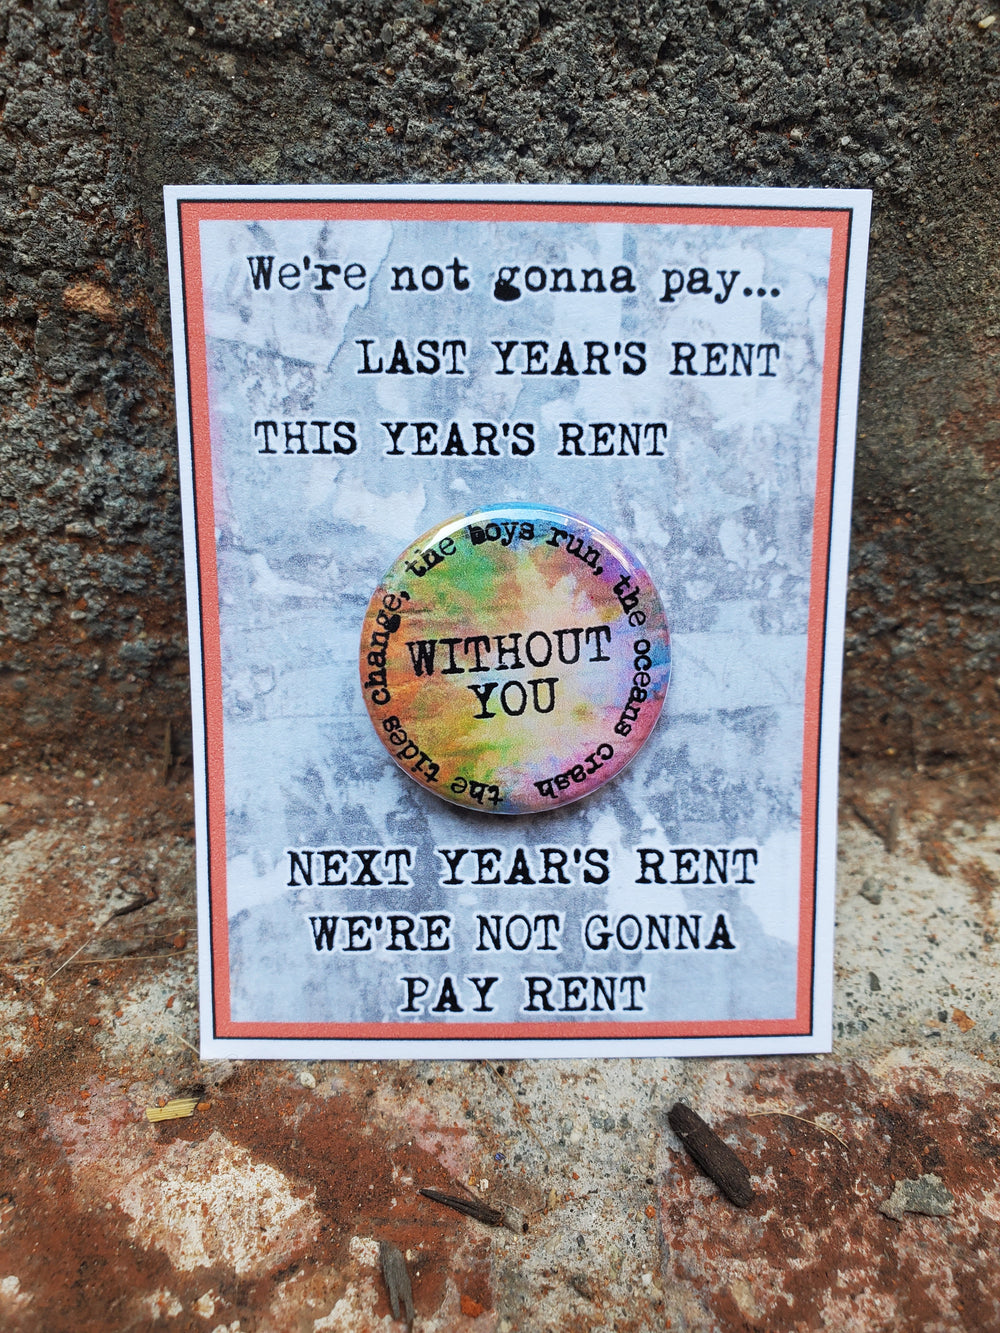 We're not gonna pay...
LAST YEAR'S RENT
THIS YEAR'S RENT
the tides change, the boys run, the oceans crash
WITHOUT
YOU
NEXT YEAR'S RENT
WE'RE NOT GONNA
PAY RENT